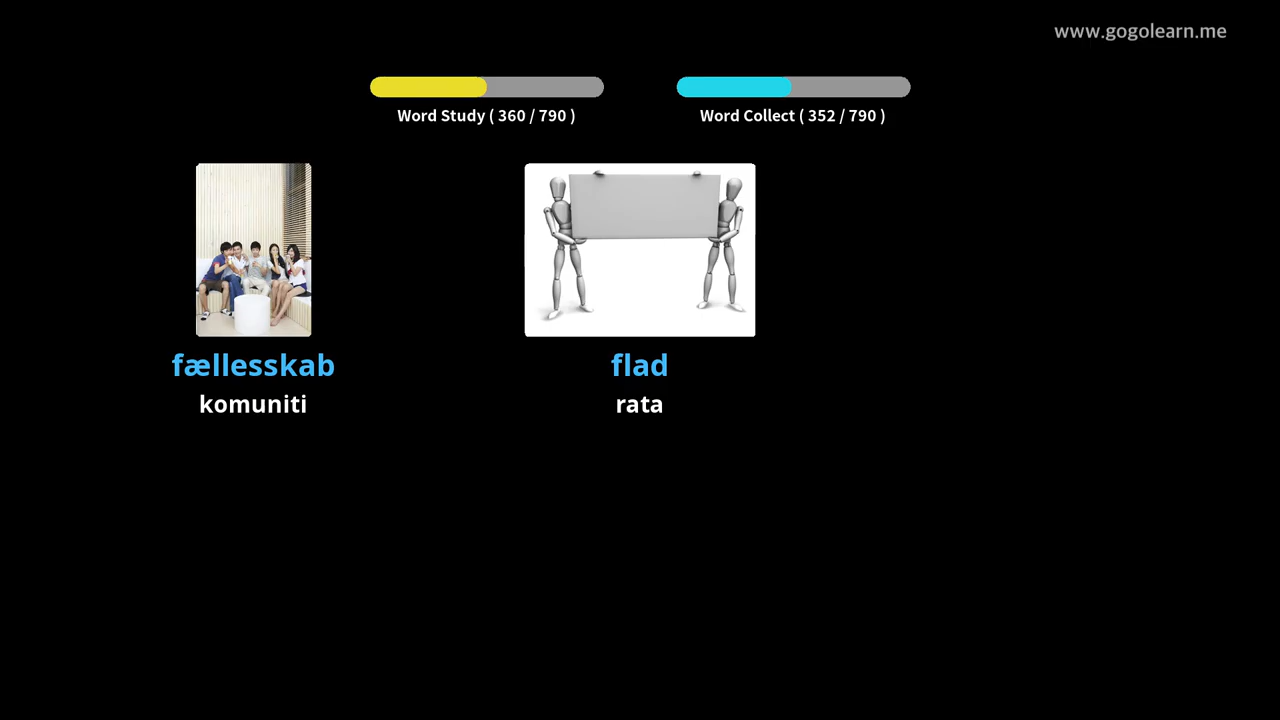 www.gogolearn.me
Word Study ( 360 / 790 )
Word Collect ( 352 / 790 )
fællesskab
komuniti
flad
rata